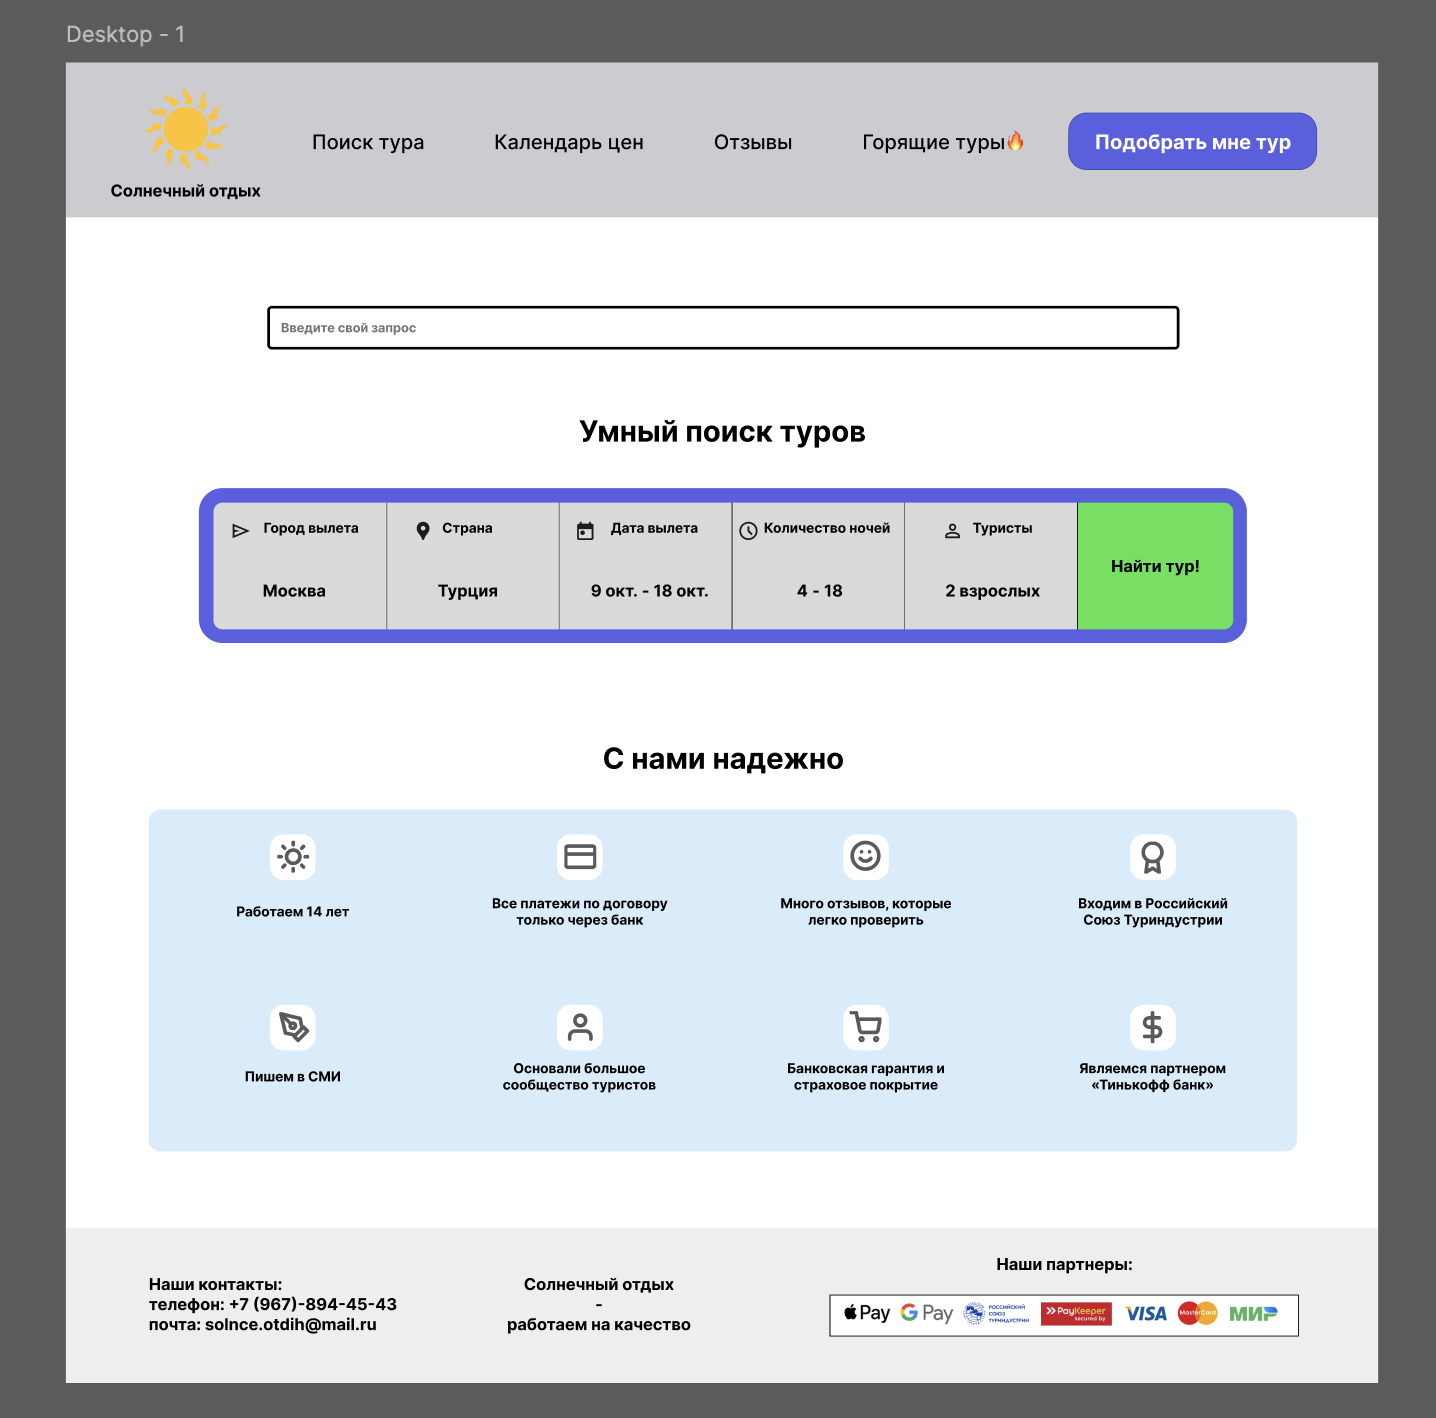 Desktop - 1
Солнечный отдых
Поиск тура
Календарь цен
Отзывы
Горящие туры🔥
Подобрать мне тур
Введите свой запрос
Умный поиск туров
Город вылета
Москва
Страна
Турция
Дата вылета
9 окт. - 18 окт.
Количество ночей
4 - 18
Туристы
2 взрослых
Найти тур!
С нами надежно
Работаем 14 лет
Все платежи по договору
только через банк
Много отзывов, которые
легко проверить
Входим в Российский
Союз Туриндустрии
Пишем в СМИ
Основали большое
сообщество туристов
Банковская гарантия и
страховое покрытие
Являемся партнером
«Тинькофф банк»
Наши контакты:
телефон: +7 (967)-894-45-43
почта: solnce.otdih@mail.ru
Солнечный отдых
-
работаем на качество
Наши партнеры:
Pay
G Pay
РОССИЙСКИЙ
СОЮЗ
ТУРИНДУСТРИИ
PayKeeper
secured by
VISA
MasterCard
МИР